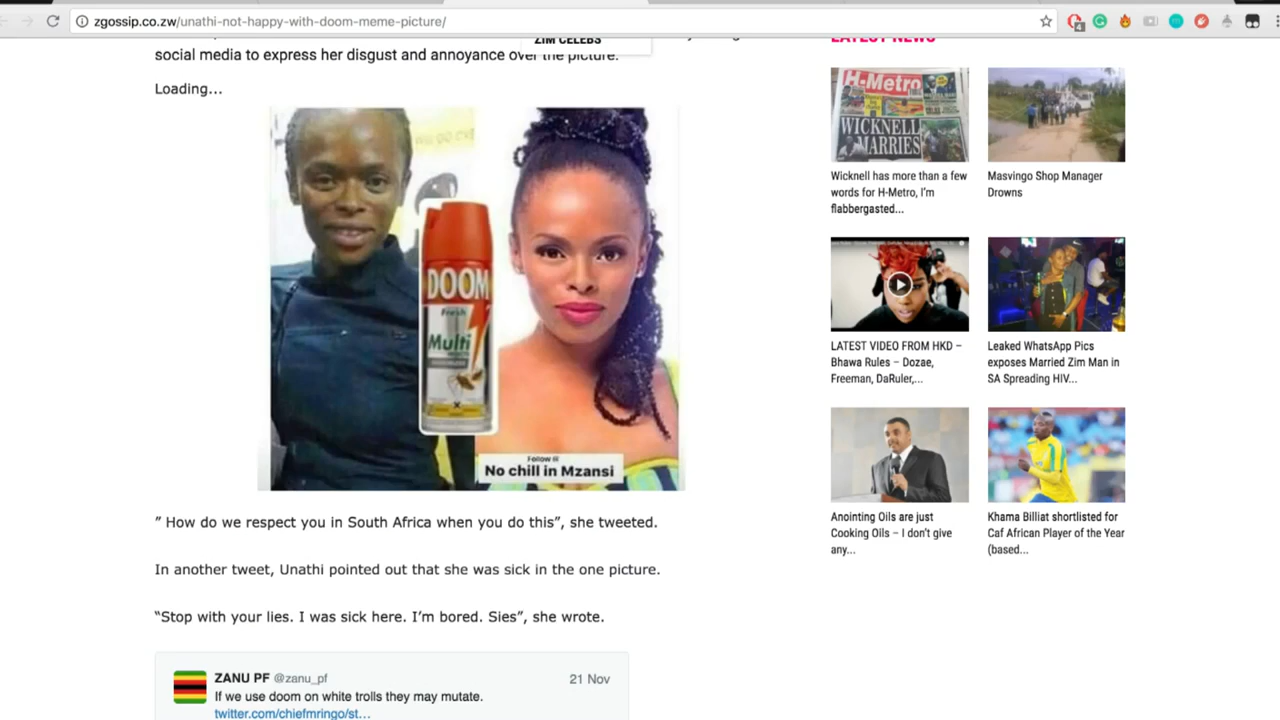 zgossip.co.zw/unathi-not-happy-with-doom-meme-picture/
ZIM CELEBS
social media to express her disgust and annoyance over the picture.
Loading...
DOOM
Fresh
Multi
Follow
No chill in Mzansi
" How do we respect you in South Africa when you do this", she tweeted.
In another tweet, Unathi pointed out that she was sick in the one picture.
"Stop with your lies. I was sick here. I'm bored. Sies", she wrote.
ZANU PF @zanu_pf
21 Nov
If we use doom on white trolls they may mutate.
twitter.com/chiefmringo/st...
LATEST NEWS
H-Metro
WICKNELL
MARRIES
Wicknell has more than a few
words for H-Metro, I'm
flabbergasted...
Masvingo Shop Manager
Drowns
LATEST VIDEO FROM HKD –
Bhawa Rules – Dozae,
Freeman, DaRuler,...
Leaked WhatsApp Pics
exposes Married Zim Man in
SA Spreading HIV...
Anointing Oils are just
Cooking Oils – I don't give
any...
Khama Billiat shortlisted for
Caf African Player of the Year
(based...
4